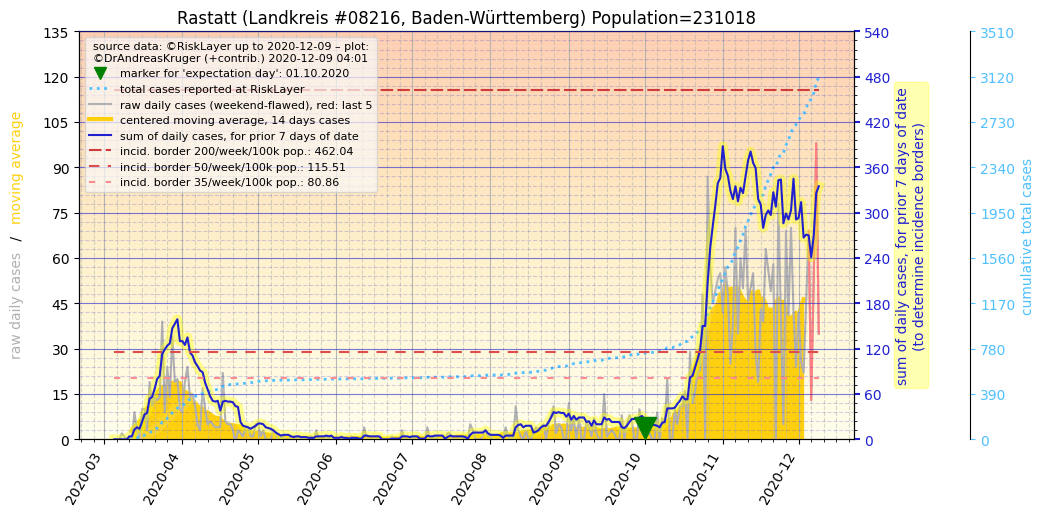 Rastatt (Landkreis #08216, Baden-Württemberg) Population=231018
source data: ©RiskLayer up to 2020-12-09 – plot:
©DrAndreasKruger (+contrib.) 2020-12-09 04:01
marker for 'expectation day': 01.10.2020
total cases reported at RiskLayer
raw daily cases (weekend-flawed), red: last 5
centered moving average, 14 days cases
sum of daily cases, for prior 7 days of date
incid. border 200/week/100k pop.: 462.04
incid. border 50/week/100k pop.: 115.51
incid. border 35/week/100k pop.: 80.86
raw daily cases / moving average
135
120
105
90
75
60
45
30
15
0
2020-03
2020-04
2020-05
2020-06
2020-07
2020-08
2020-09
2020-10
2020-11
2020-12
540
480
420
360
300
240
180
120
60
0
sum of daily cases, for prior 7 days of date
(to determine incidence borders)
3510
3120
2730
2340
1950
1560
1170
780
390
0
cumulative total cases